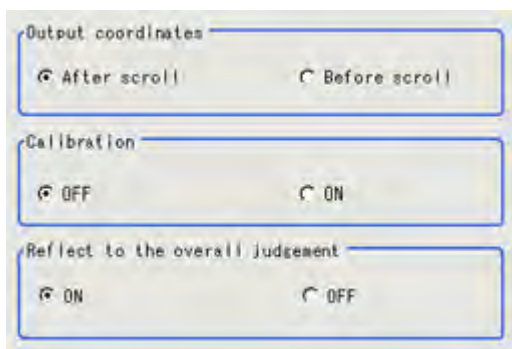 Output coordinates
After scroll Before scroll
Calibration
OFF ON
Reflect to the overall judgement
ON OFF